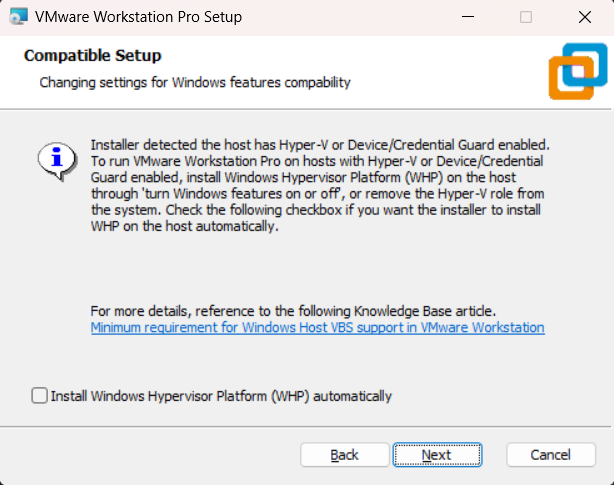 VMware Workstation Pro Setup
Compatible Setup
Changing settings for Windows features compability
Installer detected the host has Hyper-V or Device/Credential Guard enabled.
To run VMware Workstation Pro on hosts with Hyper-V or Device/Credential
Guard enabled, install Windows Hypervisor Platform (WHP) on the host
through 'turn Windows features on or off', or remove the Hyper-V role from
the system. Check the following checkbox if you want the installer to install
WHP on the host automatically.
For more details, reference to the following Knowledge Base article.
Minimum requirement for Windows Host VBS support in VMware Workstation
Install Windows Hypervisor Platform (WHP) automatically
Back Next Cancel